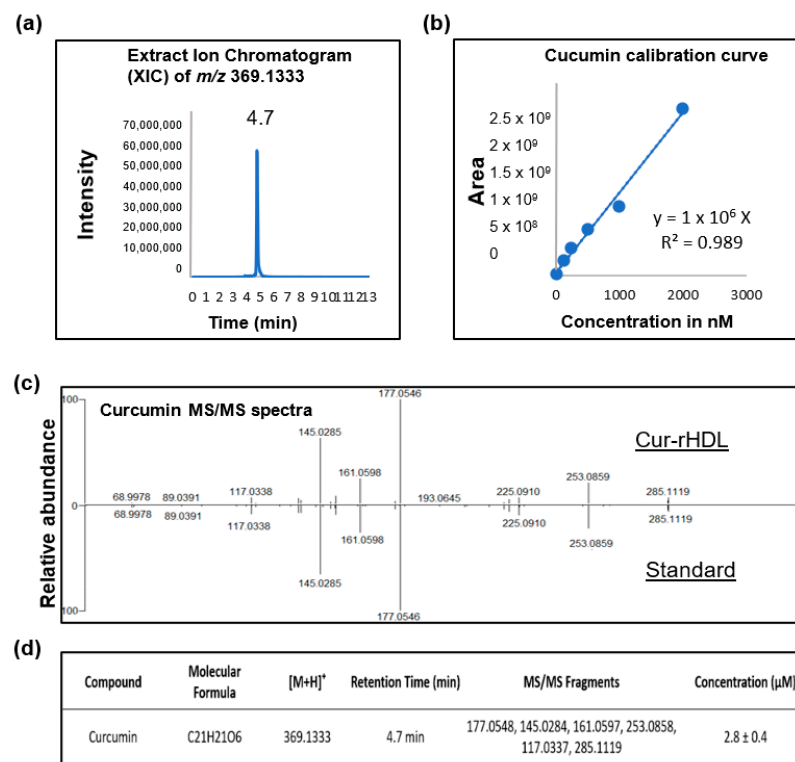 (a)
Extract Ion Chromatogram
(XIC) of m/z 369.1333
4.7
70,000,000
60,000,000
50,000,000
40,000,000
30,000,000
20,000,000
10,000,000
0
Intensity
0 1 2 3 4 5 6 7 8 9 10 11 12 13
Time (min)
(b)
Cucumin calibration curve
2.5 x 10⁹
2 x 10⁹
1.5 x 10⁹
1 x 10⁹
5 x 10⁸
0
Area
y = 1 x 10⁶ X
R² = 0.989
0 1000 2000 3000
Concentration in nM
(c)
Curcumin MS/MS spectra
Relative abundance
100
0
100
177.0546
145.0285
161.0598
Cur-rHDL
253.0859
68.9978 89.0391 117.0338 193.0645 225.0910 285.1119
68.9978 89.0391 117.0338 161.0598 225.0910 253.0859 285.1119
145.0285
177.0546
Standard
(d)
Compound Molecular Formula [M+H]⁺ Retention Time (min) MS/MS Fragments Concentration (µM)
Curcumin C21H21O6 369.1333 4.7 min 177.0548, 145.0284, 161.0597, 253.0858, 2.8 ± 0.4
117.0337, 285.1119